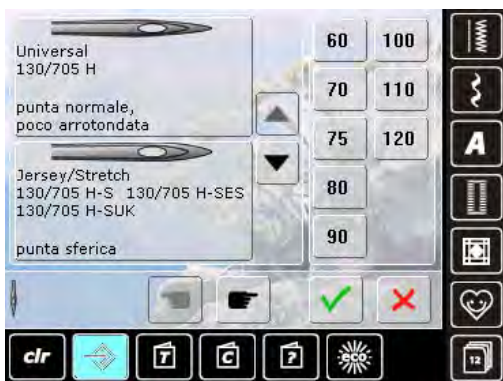 Universal
130/705 H
punta normale,
poco arrotondata
Jersey/Stretch
130/705 H-S 130/705 H-SES
130/705 H-SUK
punta sferica
60 100
70 110
75 120
80
90
A
12
clr T C ? eco